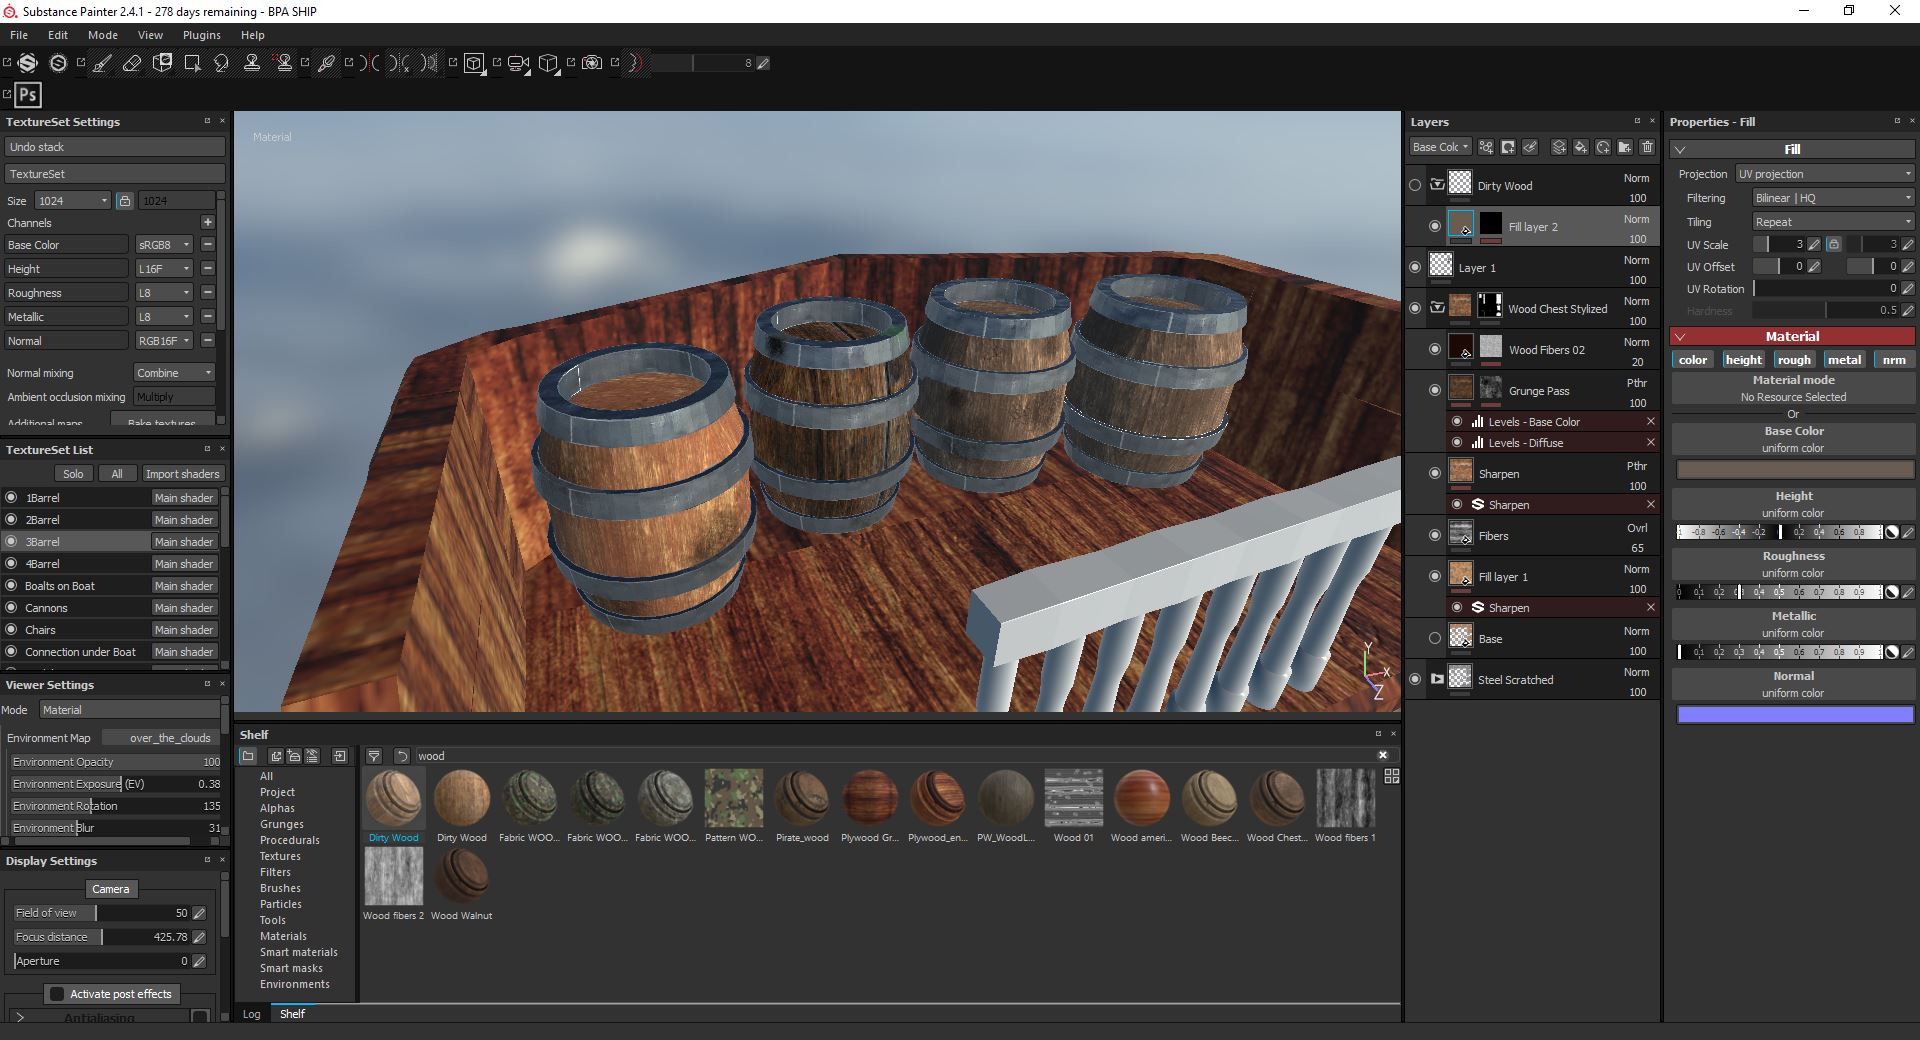 Substance Painter 2.4.1 - 278 days remaining - BPA SHIP
File Edit Mode View Plugins Help
8
Ps
TextureSet Settings
Undo stack
TextureSet
Size 1024 1024
Channels
Base Color sRGB8
Height L16F
Roughness L8
Metallic L8
Normal RGB16F
Normal mixing Combine
Ambient occlusion mixing Multiply
Additional maps Bake textures
TextureSet List
Solo All Import shaders
1Barrel Main shader
2Barrel Main shader
3Barrel Main shader
4Barrel Main shader
Boalts on Boat Main shader
Cannons Main shader
Chairs Main shader
Connection under Boat Main shader
Viewer Settings
Mode Material
Environment Map over_the_clouds
Environment Opacity 100
Environment Exposure (EV) 0.38
Environment Rotation 135
Environment Blur 31
Display Settings
Camera
Field of view 50
Focus distance 425.78
Aperture 0
Activate post effects
Antialiasing
Material
Y
X
Z
Shelf
wood
All
Project
Alphas
Grunges
Procedurals
Textures
Filters
Brushes
Particles
Tools
Materials
Smart materials
Smart masks
Environments
Dirty Wood Dirty Wood Fabric WOO... Fabric WOO... Fabric WOO... Pattern WO... Pirate_wood Plywood Gr... Plywood_en... PW_WoodL... Wood 01 Wood ameri... Wood Beec... Wood Chest... Wood fibers 1
Wood fibers 2 Wood Walnut
Log Shelf
Layers
Base Colc
Dirty Wood Norm 100
Fill layer 2 Norm 100
Layer 1 Norm 100
Wood Chest Stylized Norm 100
Wood Fibers 02 Norm 20
Grunge Pass Pthr 100
Levels - Base Color
Levels - Diffuse
Sharpen Pthr 100
Sharpen
Fibers Ovrl 65
Fill layer 1 Norm 100
Sharpen
Base Norm 100
Steel Scratched Norm 100
Properties - Fill
Fill
Projection UV projection
Filtering Bilinear | HQ
Tiling Repeat
UV Scale 3 3
UV Offset 0 0
UV Rotation 0
Hardness 0.5
Material
color height rough metal nrm
Material mode
No Resource Selected
Or
Base Color
uniform color
Height
uniform color
-0.8 -0.6 -0.4 -0.2 0.2 0.4 0.6 0.8
Roughness
uniform color
0 0.1 0.2 0.3 0.4 0.5 0.6 0.7 0.8 0.9 1
Metallic
uniform color
0.1 0.2 0.3 0.4 0.5 0.6 0.7 0.8 0.9 1
Normal
uniform color